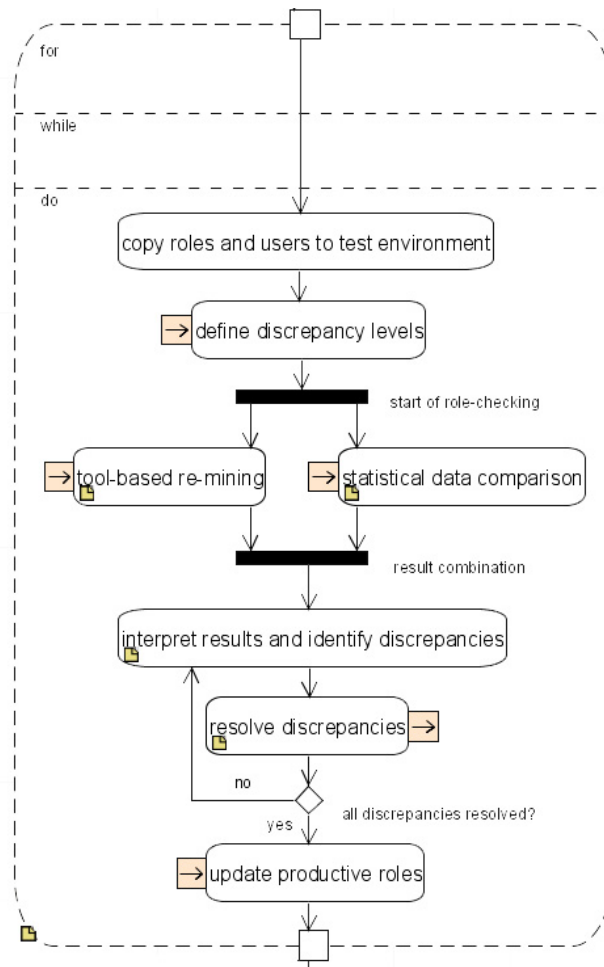 for
while
do
copy roles and users to test environment
define discrepancy levels
start of role-checking
tool-based re-mining
statistical data comparison
result combination
interpret results and identify discrepancies
resolve discrepancies
no
all discrepancies resolved?
yes
update productive roles